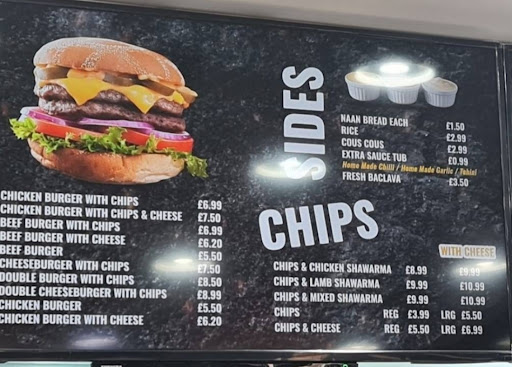 CHICKEN BURGER WITH CHIPS £6.99
CHICKEN BURGER WITH CHIPS & CHEESE £7.50
BEEF BURGER WITH CHIPS £6.99
BEEF BURGER WITH CHEESE £6.20
BEEF BURGER £5.50
CHEESEBURGER WITH CHIPS £7.50
DOUBLE BURGER WITH CHIPS £8.50
DOUBLE CHEESEBURGER WITH CHIPS £8.99
CHICKEN BURGER £5.50
CHICKEN BURGER WITH CHEESE £6.20
SIDES
NAAN BREAD EACH £1.50
RICE £2.99
COUS COUS £2.99
EXTRA SAUCE TUB £0.99
Home Made Chilli / Home Made Garlic / Tahini
FRESH BACLAVA £3.50
CHIPS
WITH CHEESE
CHIPS & CHICKEN SHAWARMA £8.99 £9.99
CHIPS & LAMB SHAWARMA £9.99 £10.99
CHIPS & MIXED SHAWARMA £9.99 £10.99
CHIPS REG £3.99 LRG £5.50
CHIPS & CHEESE REG £5.50 LRG £6.99